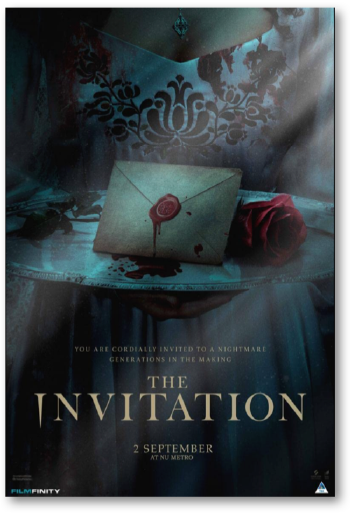 YOU ARE CORDIALLY INVITED TO A NIGHTMARE
GENERATIONS IN THE MAKING
THE
INVITATION
2 SEPTEMBER
AT NU METRO
FILMFINITY